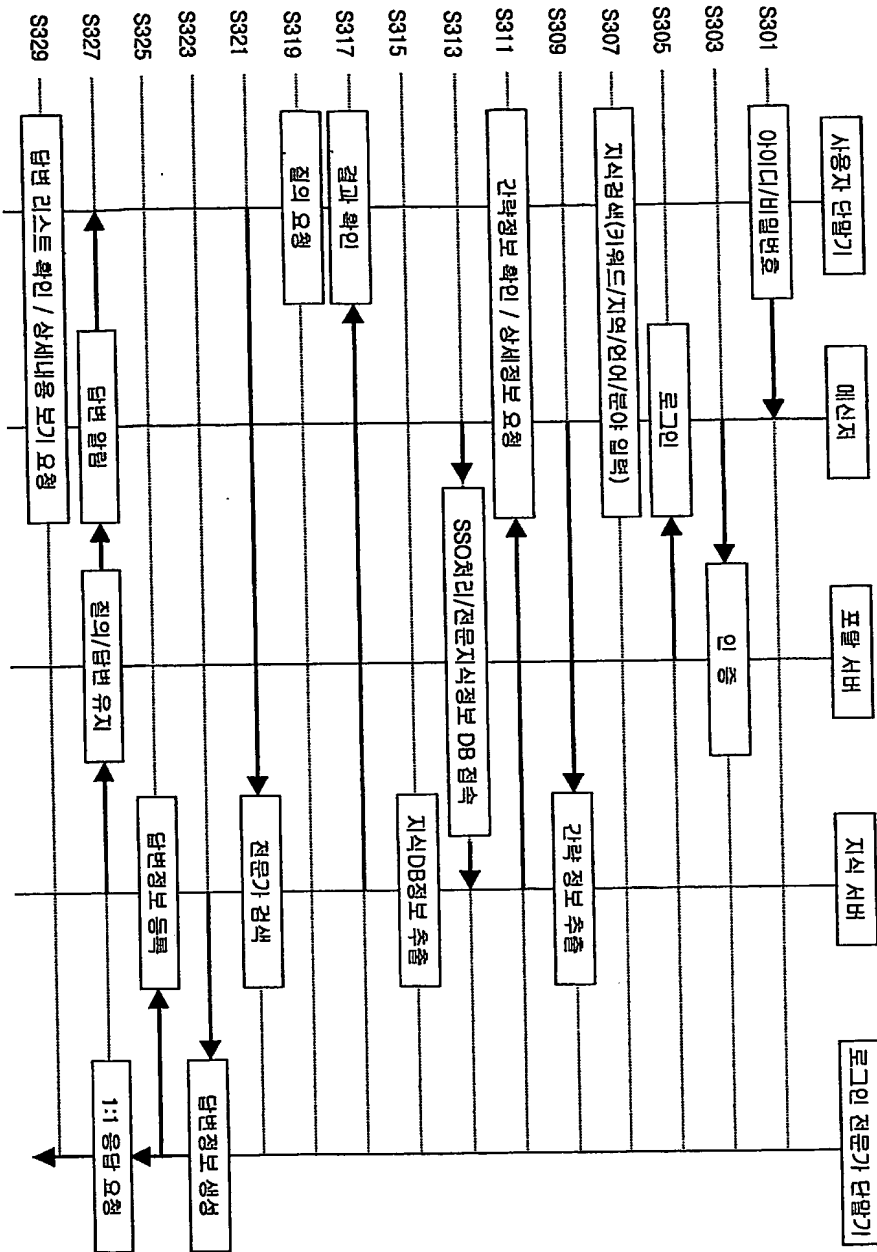 사용자 단말기
메신저
포탈 서버
지식 서버
로그인 전문가 단말기
S301
아이디/비밀번호
S303
인 증
S305
로그인
S307
지식검색(키워드/지역/언어/분야 입력)
S309
간략 정보 추출
S311
간략정보 확인 / 상세정보 요청
S313
SSO처리/전문지식정보 DB 접속
S315
지식DB정보 추출
S317
결과 확인
S319
질의 요청
S321
전문가 검색
S323
답변정보 생성
S325
답변정보 등록
S327
답변 알림
질의/답변 유지
1:1 응답 요청
S329
답변 리스트 확인 / 상세내용 보기 요청